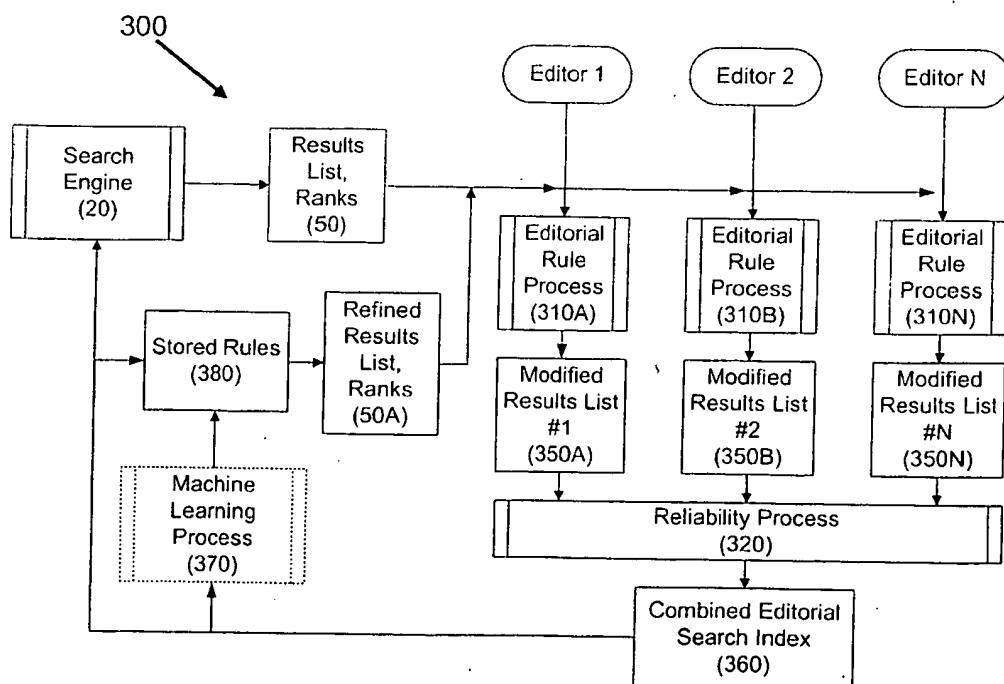 300
Editor 1
Editor 2
Editor N
Search
Engine
(20)
Results
List,
Ranks
(50)
Editorial
Rule
Process
(310A)
Editorial
Rule
Process
(310B)
Editorial
Rule
Process
(310N)
Stored Rules
(380)
Refined
Results
List,
Ranks
(50A)
Modified
Results List
#1
(350A)
Modified
Results List
#2
(350B)
Modified
Results List
#N
(350N)
Machine
Learning
Process
(370)
Reliability Process
(320)
Combined Editorial
Search Index
(360)